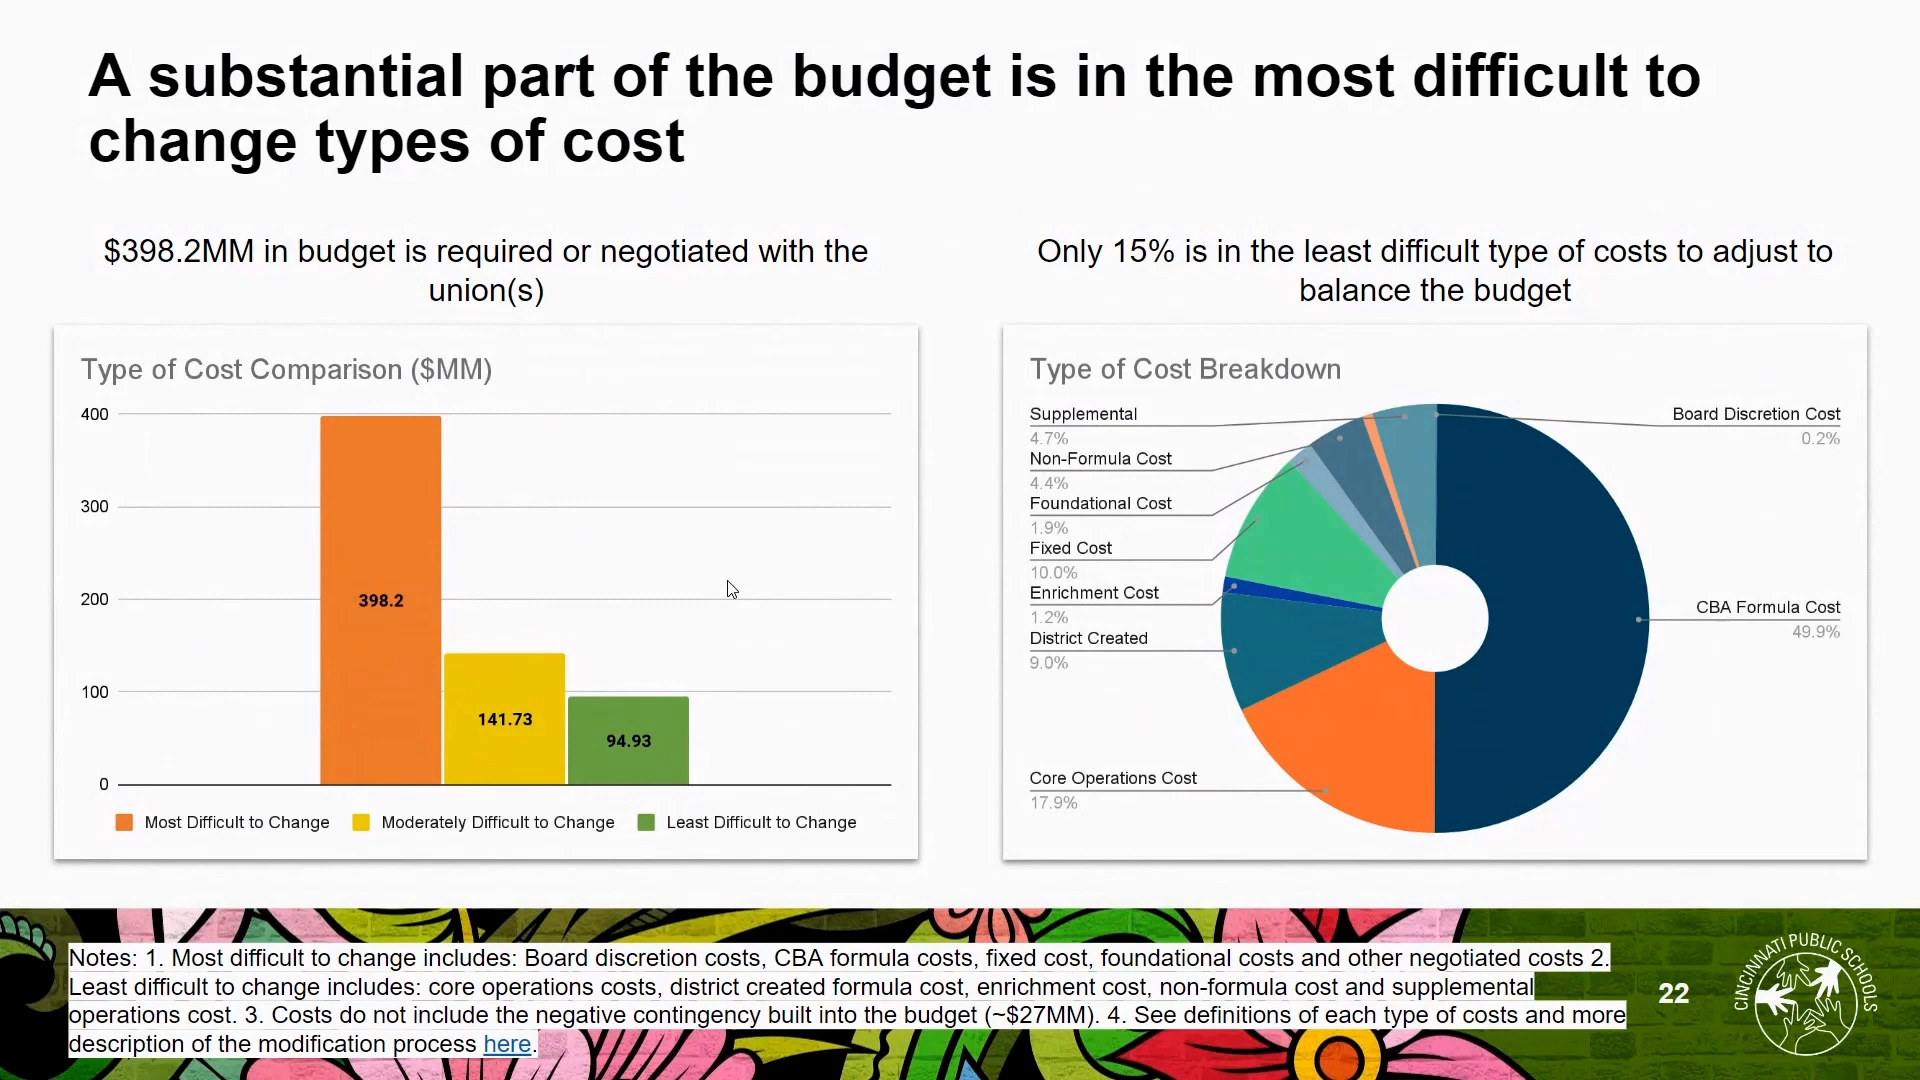 A substantial part of the budget is in the most difficult to
change types of cost
$398.2MM in budget is required or negotiated with the
union(s)
Type of Cost Comparison ($MM)
400
300
200
100
0
398.2
141.73
94.93
Most Difficult to Change
Moderately Difficult to Change
Least Difficult to Change
Only 15% is in the least difficult type of costs to adjust to
balance the budget
Type of Cost Breakdown
Supplemental
4.7%
Non-Formula Cost
4.4%
Foundational Cost
1.9%
Fixed Cost
10.0%
Enrichment Cost
1.2%
District Created
9.0%
Core Operations Cost
17.9%
Board Discretion Cost
0.2%
CBA Formula Cost
49.9%
Notes: 1. Most difficult to change includes: Board discretion costs, CBA formula costs, fixed cost, foundational costs and other negotiated costs 2.
Least difficult to change includes: core operations costs, district created formula cost, enrichment cost, non-formula cost and supplemental
operations cost. 3. Costs do not include the negative contingency built into the budget (~$27MM). 4. See definitions of each type of costs and more
description of the modification process here.
22
CINCINNATI PUBLIC SCHOOLS